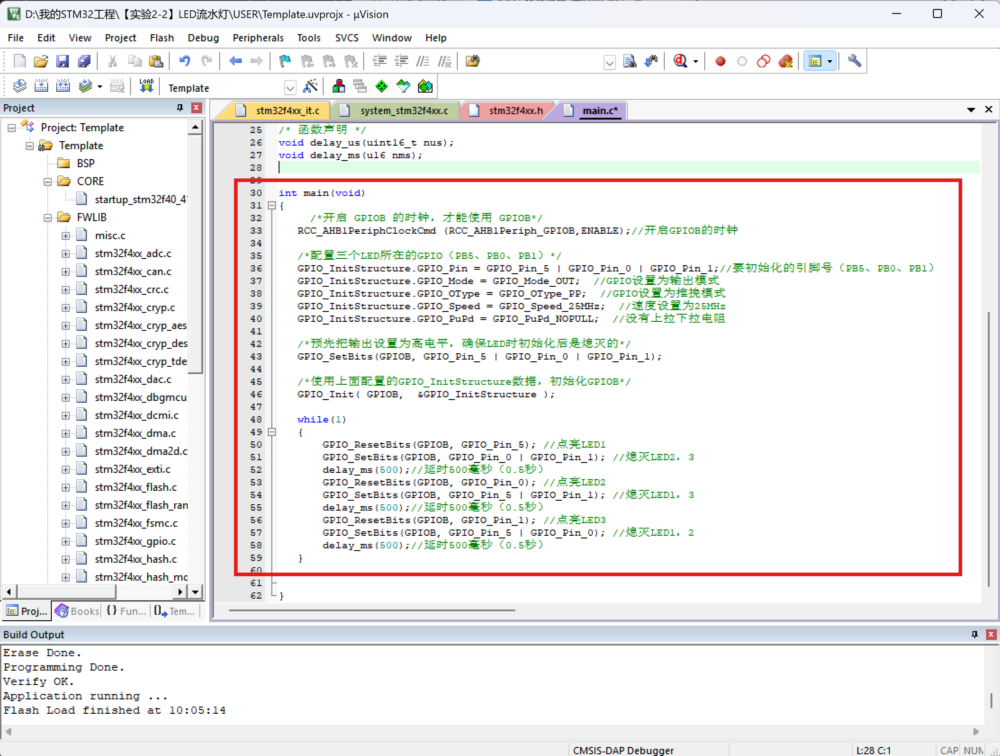 D:\我的STM32工程\【实验2-2】LED流水灯\USER\Template.uvprojx - µVision
File Edit View Project Flash Debug Peripherals Tools SVCS Window Help
LOAD Template
Project
stm32f4xx_it.c system_stm32f4xx.c stm32f4xx.h main.c*
Project: Template
Template
BSP
CORE
startup_stm32f40_4
FWLIB
misc.c
stm32f4xx_adc.c
stm32f4xx_can.c
stm32f4xx_crc.c
stm32f4xx_cryp.c
stm32f4xx_cryp_aes
stm32f4xx_cryp_des
stm32f4xx_cryp_tde
stm32f4xx_dac.c
stm32f4xx_dbgmcu
stm32f4xx_dcmi.c
stm32f4xx_dma.c
stm32f4xx_dma2d.c
stm32f4xx_exti.c
stm32f4xx_flash.c
stm32f4xx_flash_ran
stm32f4xx_fsmc.c
stm32f4xx_gpio.c
stm32f4xx_hash.c
stm32f4xx_hash_md
Proj... Books {} Fun... Tem...
25 /* 函数声明 */
26 void delay_us(uint16_t nus);
27 void delay_ms(u16 nms);
28
29
30 int main(void)
31 {
32 /*开启 GPIOB 的时钟，才能使用 GPIOB*/
33 RCC_AHB1PeriphClockCmd (RCC_AHB1Periph_GPIOB,ENABLE);//开启GPIOB的时钟
34
35 /*配置三个LED所在的GPIO（PB5、PB0、PB1）*/
36 GPIO_InitStructure.GPIO_Pin = GPIO_Pin_5 | GPIO_Pin_0 | GPIO_Pin_1;//要初始化的引脚号（PB5、PB0、PB1）
37 GPIO_InitStructure.GPIO_Mode = GPIO_Mode_OUT; //GPIO设置为输出模式
38 GPIO_InitStructure.GPIO_OType = GPIO_OType_PP; //GPIO设置为推挽模式
39 GPIO_InitStructure.GPIO_Speed = GPIO_Speed_25MHz; //速度设置为25MHz
40 GPIO_InitStructure.GPIO_PuPd = GPIO_PuPd_NOPULL; //没有上拉下拉电阻
41
42 /*预先把输出设置为高电平，确保LED时初始化后是熄灭的*/
43 GPIO_SetBits(GPIOB, GPIO_Pin_5 | GPIO_Pin_0 | GPIO_Pin_1);
44
45 /*使用上面配置的GPIO_InitStructure数据，初始化GPIOB*/
46 GPIO_Init( GPIOB, &GPIO_InitStructure );
47
48 while(1)
49 {
50 GPIO_ResetBits(GPIOB, GPIO_Pin_5); //点亮LED1
51 GPIO_SetBits(GPIOB, GPIO_Pin_0 | GPIO_Pin_1); //熄灭LED2，3
52 delay_ms(500);//延时500毫秒（0.5秒）
53 GPIO_ResetBits(GPIOB, GPIO_Pin_0); //点亮LED2
54 GPIO_SetBits(GPIOB, GPIO_Pin_5 | GPIO_Pin_1); //熄灭LED1，3
55 delay_ms(500);//延时500毫秒（0.5秒）
56 GPIO_ResetBits(GPIOB, GPIO_Pin_1); //点亮LED3
57 GPIO_SetBits(GPIOB, GPIO_Pin_5 | GPIO_Pin_0); //熄灭LED1，2
58 delay_ms(500);//延时500毫秒（0.5秒）
59 }
60
61
62 }
Build Output
Erase Done.
Programming Done.
Verify OK.
Application running ...
Flash Load finished at 10:05:14
CMSIS-DAP Debugger L:28 C:1 CAP NUM